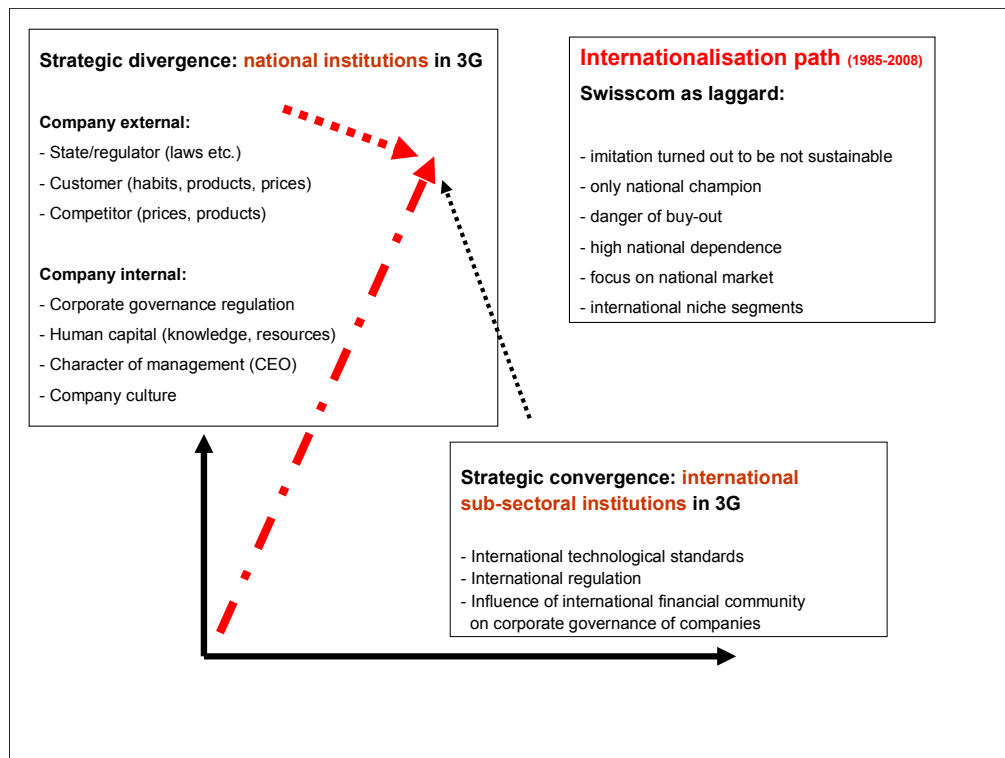 Strategic divergence: national institutions in 3G
Company external:
- State/regulator (laws etc.)
- Customer (habits, products, prices)
- Competitor (prices, products)
Company internal:
- Corporate governance regulation
- Human capital (knowledge, resources)
- Character of management (CEO)
- Company culture
Internationalisation path (1985-2008)
Swisscom as laggard:
- imitation turned out to be not sustainable
- only national champion
- danger of buy-out
- high national dependence
- focus on national market
- international niche segments
Strategic convergence: international
sub-sectoral institutions in 3G
- International technological standards
- International regulation
- Influence of international financial community
on corporate governance of companies